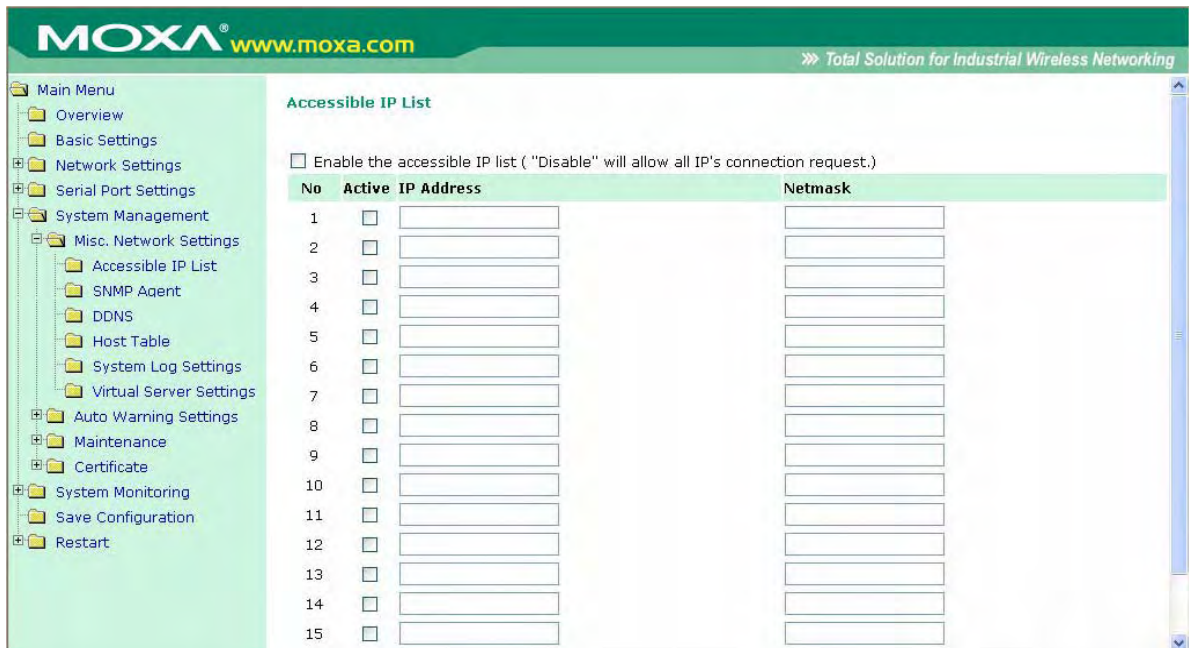 MOXA® www.moxa.com
Total Solution for Industrial Wireless Networking
Main Menu
Overview
Basic Settings
Network Settings
Serial Port Settings
System Management
Misc. Network Settings
Accessible IP List
SNMP Agent
DDNS
Host Table
System Log Settings
Virtual Server Settings
Auto Warning Settings
Maintenance
Certificate
System Monitoring
Save Configuration
Restart
Accessible IP List
Enable the accessible IP list ( "Disable" will allow all IP's connection request.)
No Active IP Address Netmask
1
2
3
4
5
6
7
8
9
10
11
12
13
14
15